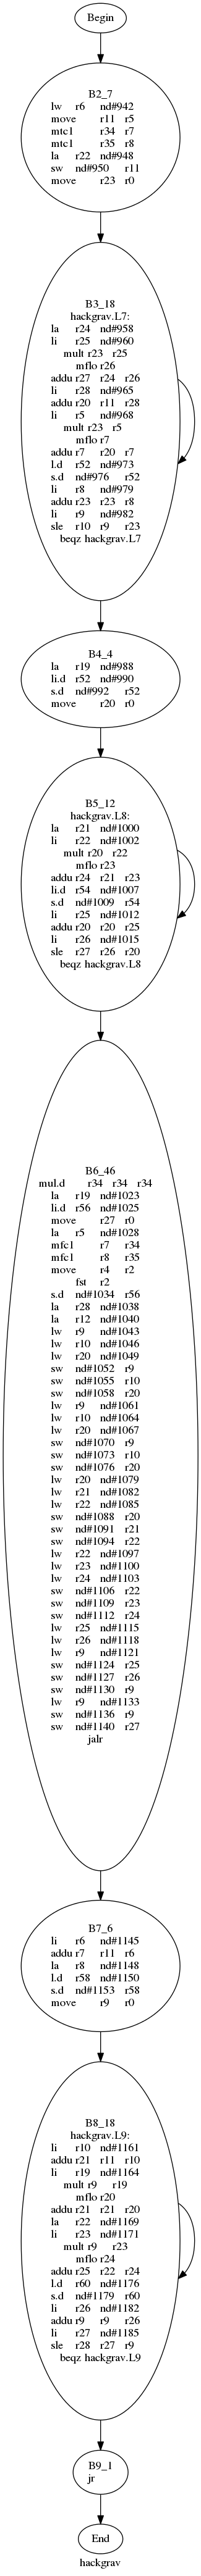 Begin
B2_7
lw r6 nd#942
move r11 r5
mtc1 r34 r7
mtc1 r35 r8
la r22 nd#948
sw nd#950 r11
move r23 r0
B3_18
hackgrav.L7:
la r24 nd#958
li r25 nd#960
mult r23 r25
mflo r26
addu r27 r24 r26
li r28 nd#965
addu r20 r11 r28
li r5 nd#968
mult r23 r5
mflo r7
addu r7 r20 r7
l.d r52 nd#973
s.d nd#976 r52
li r8 nd#979
addu r23 r23 r8
li r9 nd#982
sle r10 r9 r23
beqz hackgrav.L7
B4_4
la r19 nd#988
li.d r52 nd#990
s.d nd#992 r52
move r20 r0
B5_12
hackgrav.L8:
la r21 nd#1000
li r22 nd#1002
mult r20 r22
mflo r23
addu r24 r21 r23
li.d r54 nd#1007
s.d nd#1009 r54
li r25 nd#1012
addu r20 r20 r25
li r26 nd#1015
sle r27 r26 r20
beqz hackgrav.L8
B6_46
mul.d r34 r34 r34
la r19 nd#1023
li.d r56 nd#1025
move r27 r0
la r5 nd#1028
mfc1 r7 r34
mfc1 r8 r35
move r4 r2
fst r2
s.d nd#1034 r56
la r28 nd#1038
la r12 nd#1040
lw r9 nd#1043
lw r10 nd#1046
lw r20 nd#1049
sw nd#1052 r9
sw nd#1055 r10
sw nd#1058 r20
lw r9 nd#1061
lw r10 nd#1064
lw r20 nd#1067
sw nd#1070 r9
sw nd#1073 r10
sw nd#1076 r20
lw r20 nd#1079
lw r21 nd#1082
lw r22 nd#1085
sw nd#1088 r20
sw nd#1091 r21
sw nd#1094 r22
lw r22 nd#1097
lw r23 nd#1100
lw r24 nd#1103
sw nd#1106 r22
sw nd#1109 r23
sw nd#1112 r24
lw r25 nd#1115
lw r26 nd#1118
lw r9 nd#1121
sw nd#1124 r25
sw nd#1127 r26
sw nd#1130 r9
lw r9 nd#1133
sw nd#1136 r9
sw nd#1140 r27
jalr
B7_6
li r6 nd#1145
addu r7 r11 r6
la r8 nd#1148
l.d r58 nd#1150
s.d nd#1153 r58
move r9 r0
B8_18
hackgrav.L9:
li r10 nd#1161
addu r21 r11 r10
li r19 nd#1164
mult r9 r19
mflo r20
addu r21 r21 r20
la r22 nd#1169
li r23 nd#1171
mult r9 r23
mflo r24
addu r25 r22 r24
l.d r60 nd#1176
s.d nd#1179 r60
li r26 nd#1182
addu r9 r9 r26
li r27 nd#1185
sle r28 r27 r9
beqz hackgrav.L9
B9_1
jr
End
hackgrav